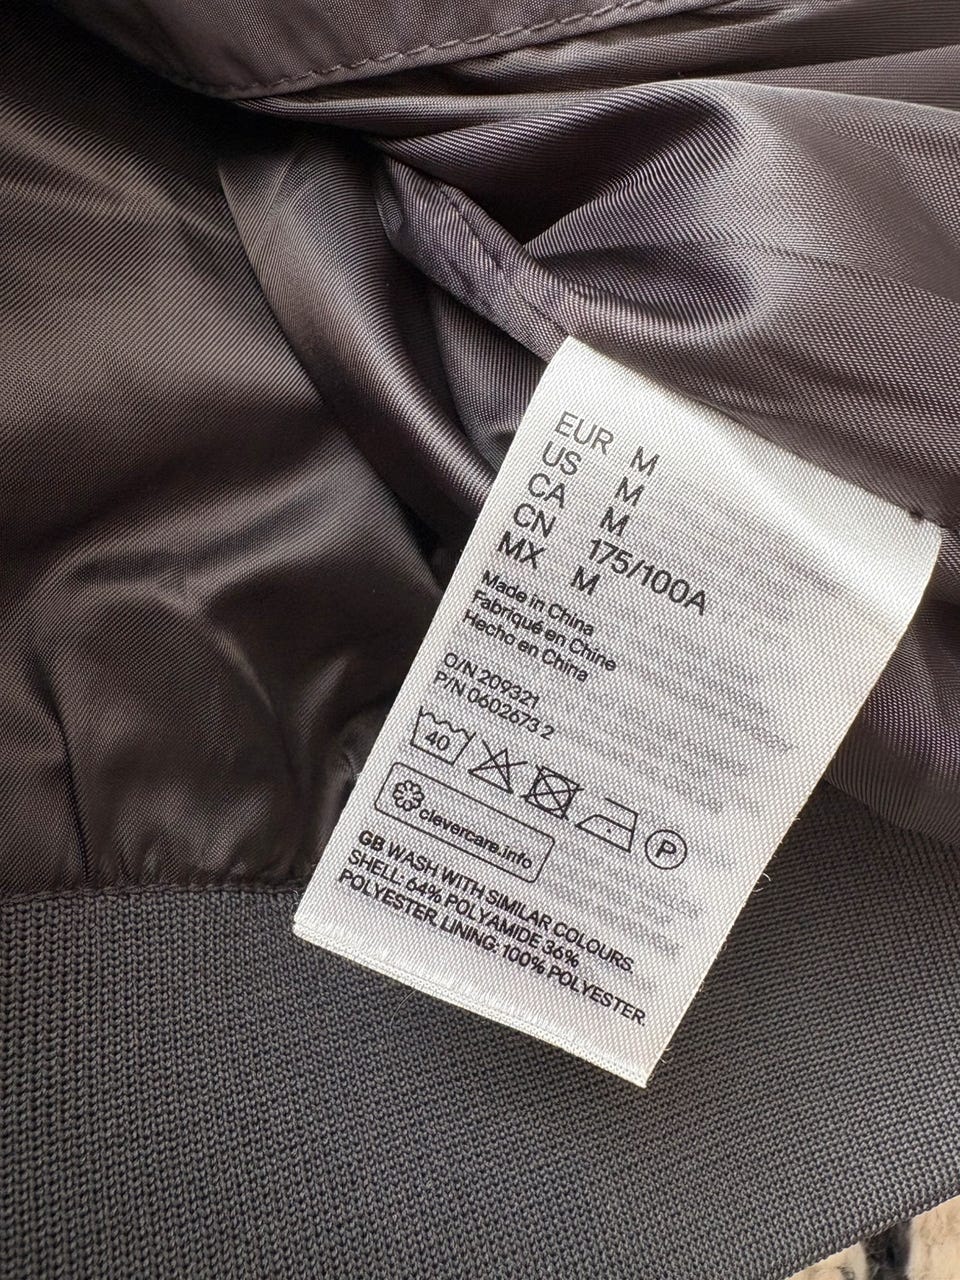 EUR M
US M
CA M
CN 175/100A
MX M
Made in China
Fabriqué en Chine
Hecho en China
O/N 209321
P/N 0602673 2
40
P
clevercare.info
GB WASH WITH SIMILAR COLOURS.
SHELL: 64% POLYAMIDE 36%
POLYESTER. LINING: 100% POLYESTER.